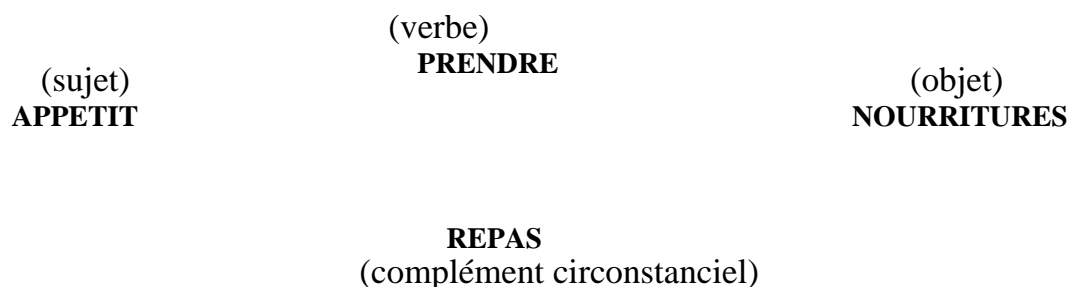 (verbe)
PRENDRE
(sujet)
(objet)
APPETIT
NOURRITURES
REPAS
(complément circonstanciel)